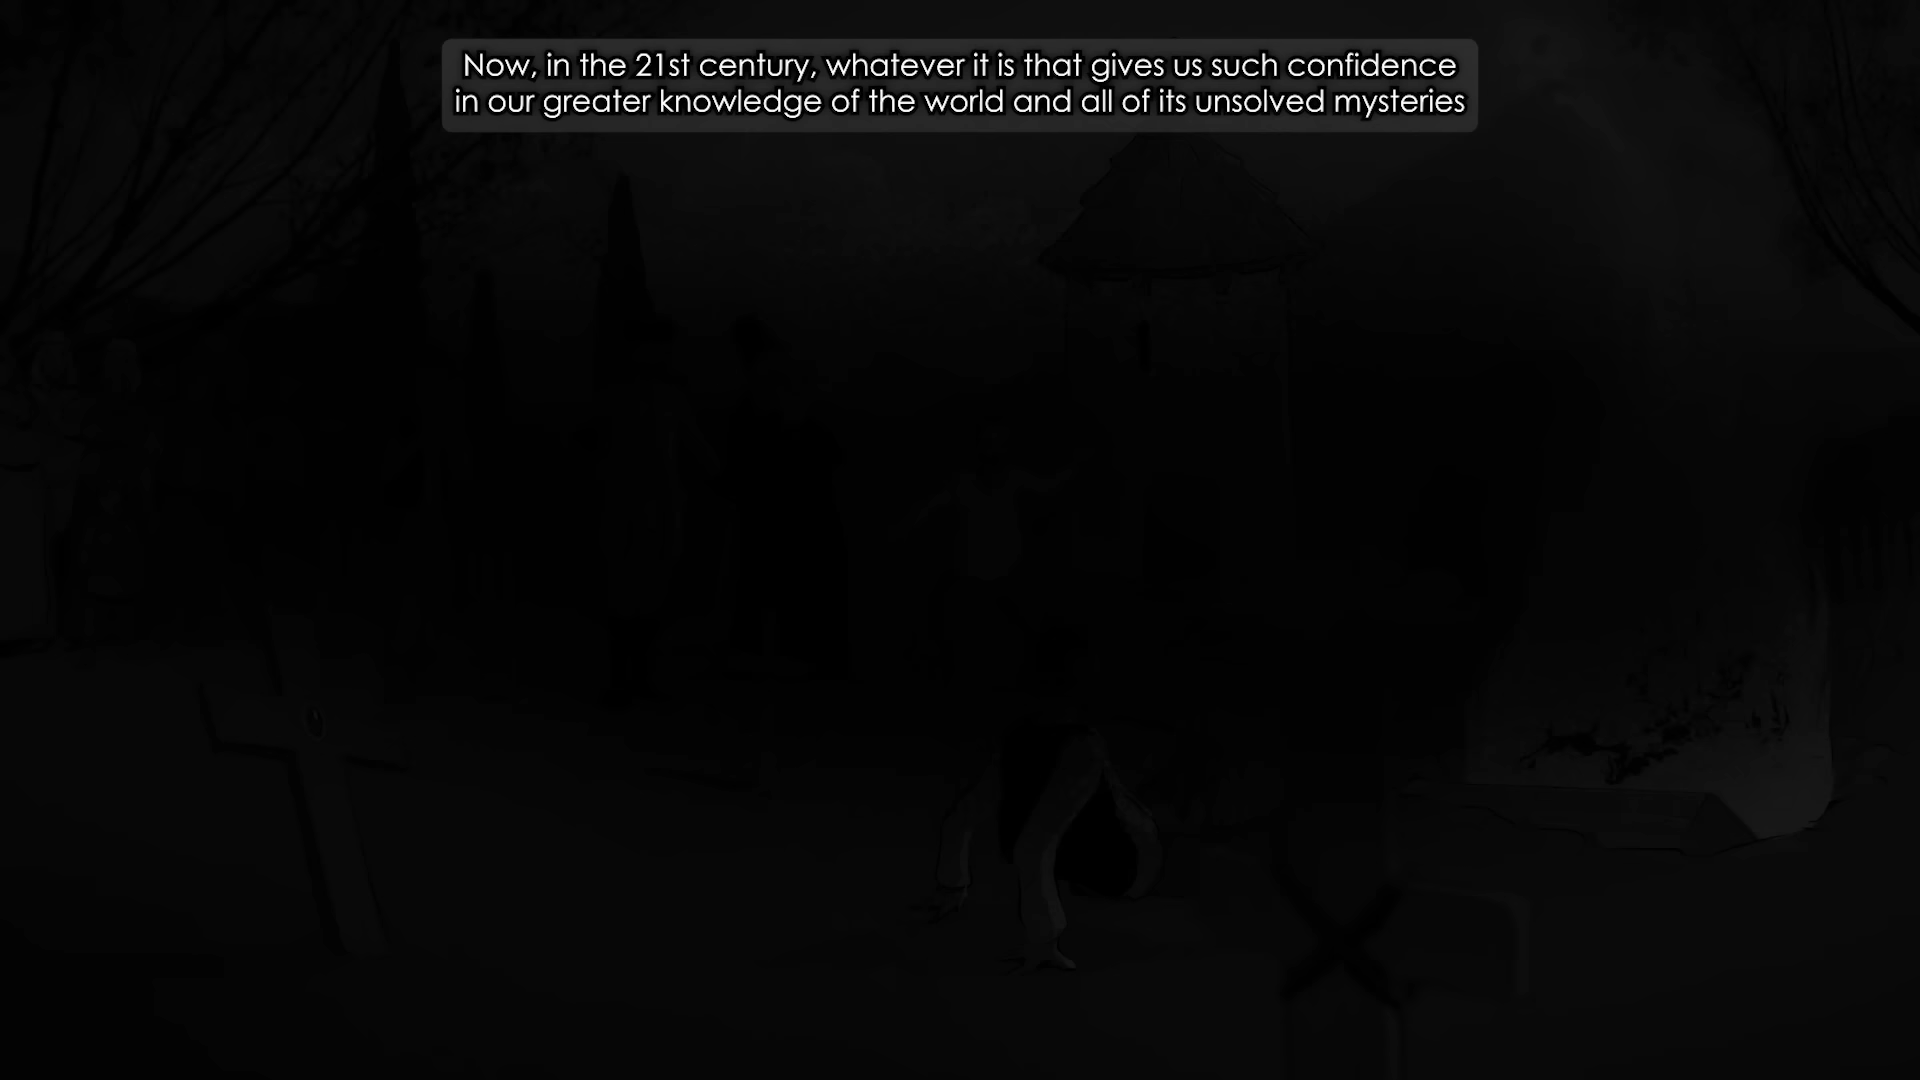 Now, in the 21st century, whatever it is that gives us such confidence
in our greater knowledge of the world and all of its unsolved mysteries